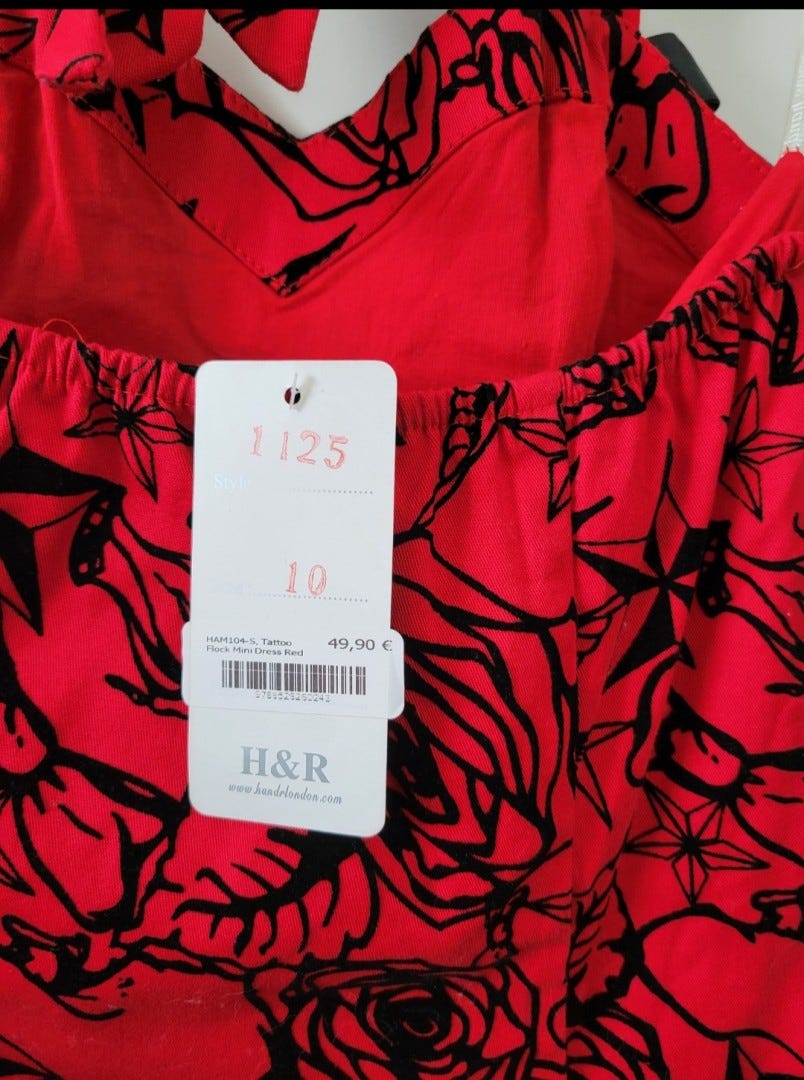 1125
Style
10
HAM104-S, Tattoo 49,90 €
Flock Mini Dress Red
H&R
www.handrlondon.com